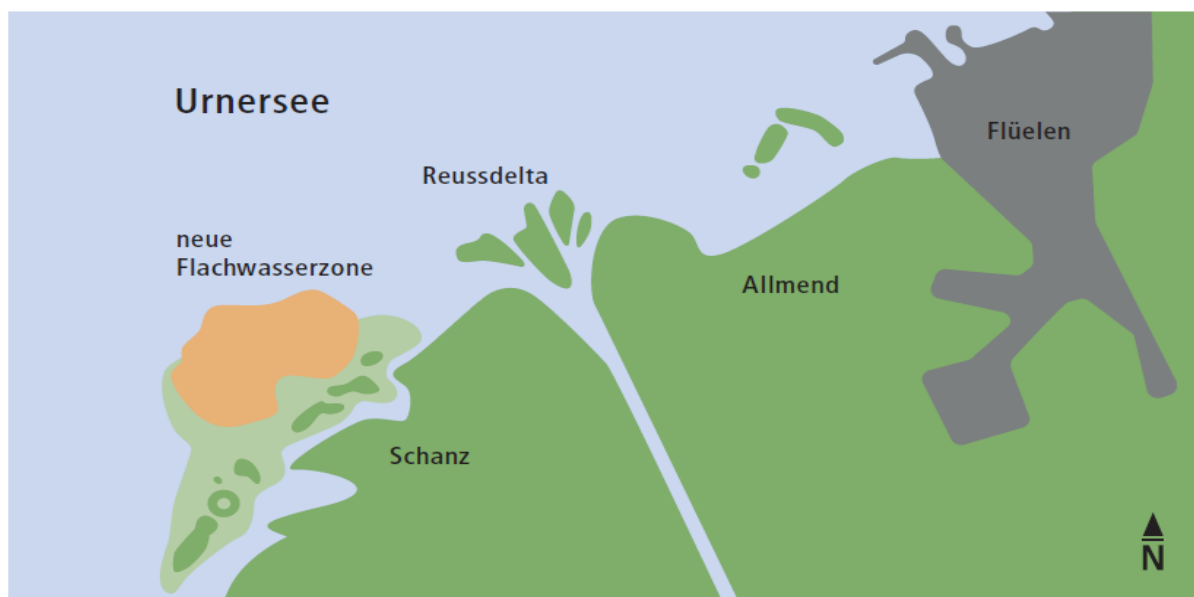 Urnersee
Flüelen
Reussdelta
neue
Flachwasserzone
Allmend
Schanz
N